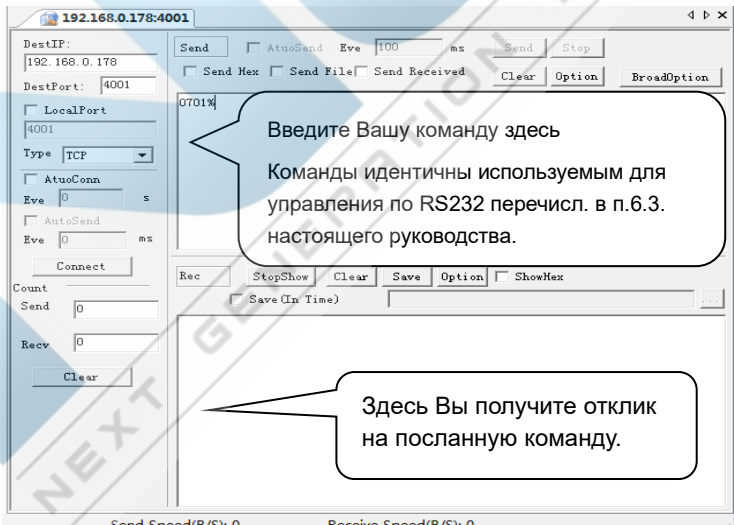 192.168.0.178:4001
DestIP:
192.168.0.178
DestPort: 4001
LocalPort
4001
Type TCP
AtuoConn
Eve 0 s
AutoSend
Eve 0 ms
Connect
Count
Send 0
Recv 0
Clear
Send AtuoSend Eve 100 ms Send Stop
Send Hex Send File Send Received Clear Option BroadOption
0701%
Введите Вашу команду здесь
Команды идентичны используемым для
управления по RS232 перечисл. в п.6.3.
настоящего руководства.
Rec StopShow Clear Save Option ShowHex
Save(In Time) ...
Здесь Вы получите отклик
на посланную команду.
NEXT GENERATION
Send Speed(B/S): 0 Receive Speed(B/S): 0